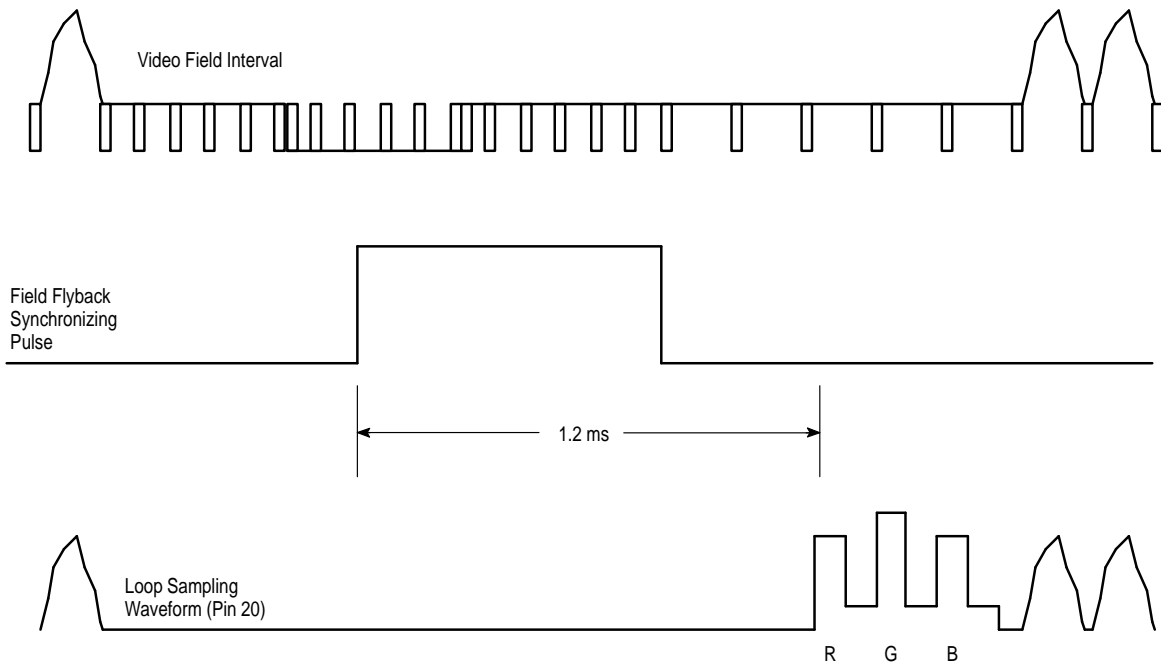 Video Field Interval
Field Flyback
Synchronizing
Pulse
1.2 ms
Loop Sampling
Waveform (Pin 20)
R G B